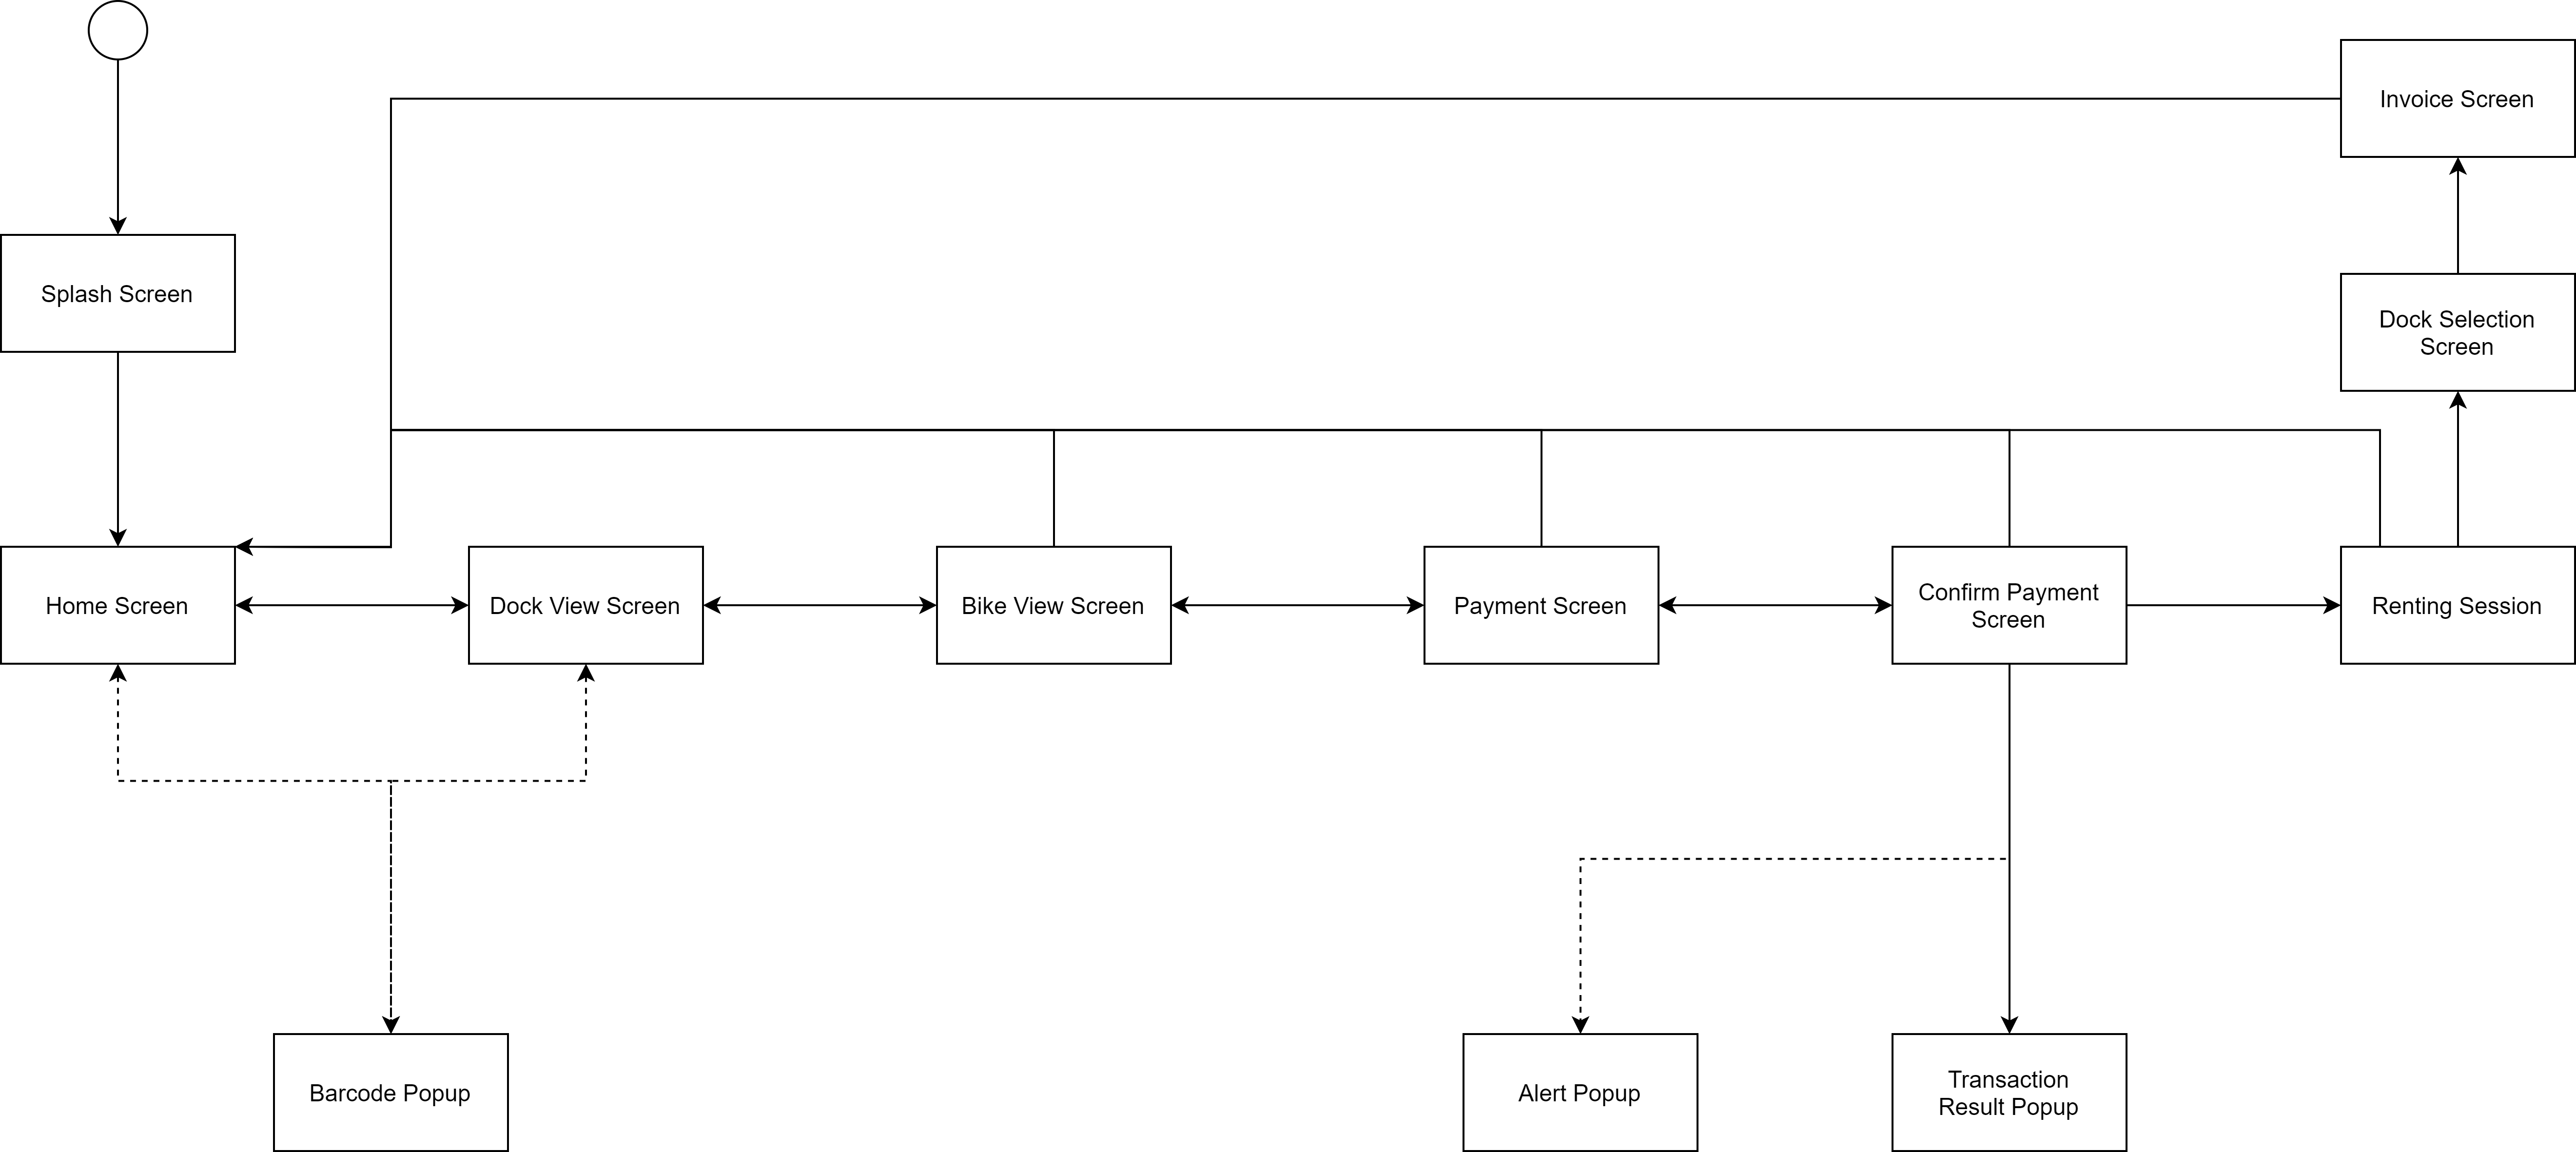 Invoice Screen
Splash Screen
Dock Selection
Screen
Home Screen
Dock View Screen
Bike View Screen
Payment Screen
Confirm Payment
Screen
Renting Session
Barcode Popup
Alert Popup
Transaction
Result Popup